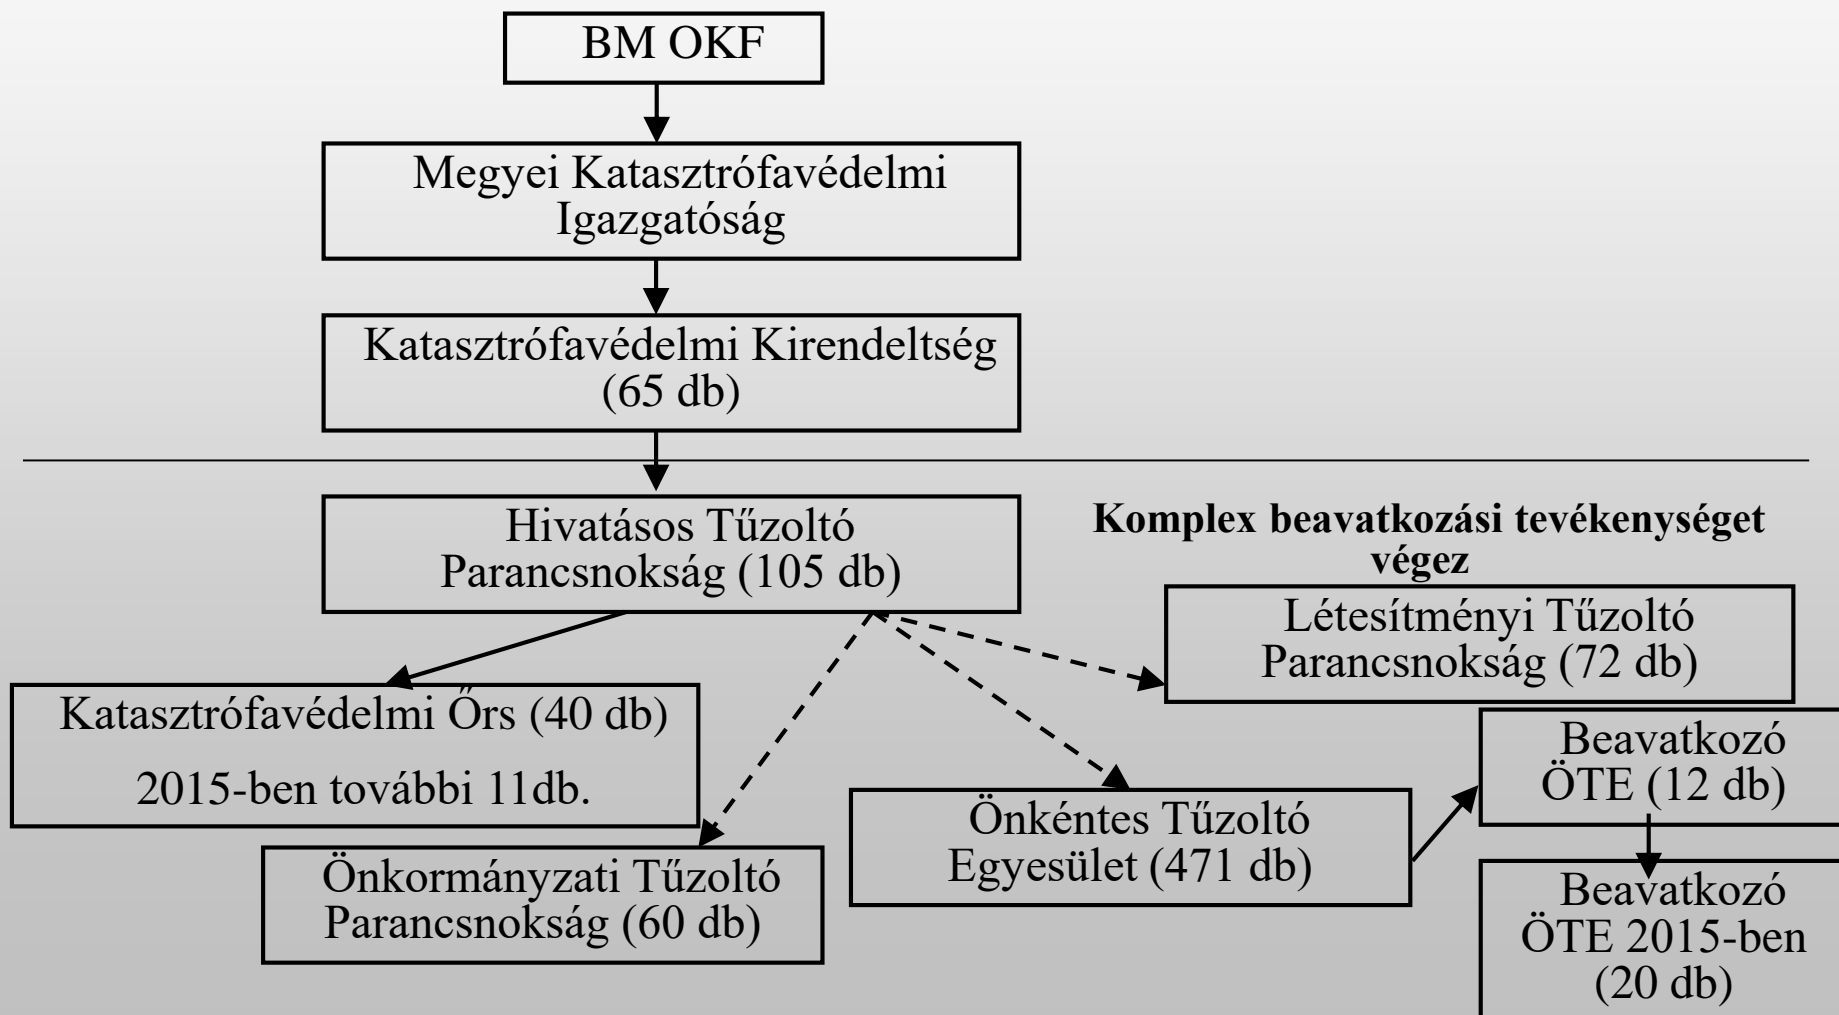 BM OKF
Megyei Katasztrófavédelmi
Igazgatóság
Katasztrófavédelmi Kirendeltség
(65 db)
Hivatásos Tűzoltó
Parancsnokság (105 db)
Komplex beavatkozási tevékenységet
végez
Létesítményi Tűzoltó
Parancsnokság (72 db)
Katasztrófavédelmi Őrs (40 db)
2015-ben további 11db.
Beavatkozó
ÖTE (12 db)
Önkéntes Tűzoltó
Egyesület (471 db)
Önkormányzati Tűzoltó
Parancsnokság (60 db)
Beavatkozó
ÖTE 2015-ben
(20 db)